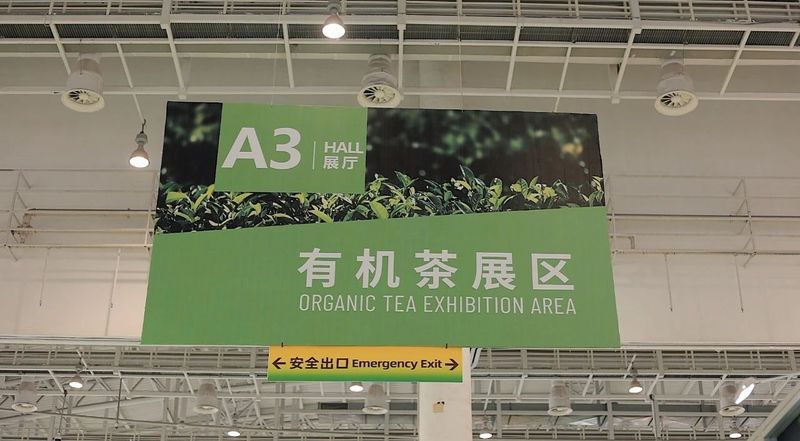 A3 | HALL
展厅
有机茶展区
ORGANIC TEA EXHIBITION AREA
←安全出口 Emergency Exit→